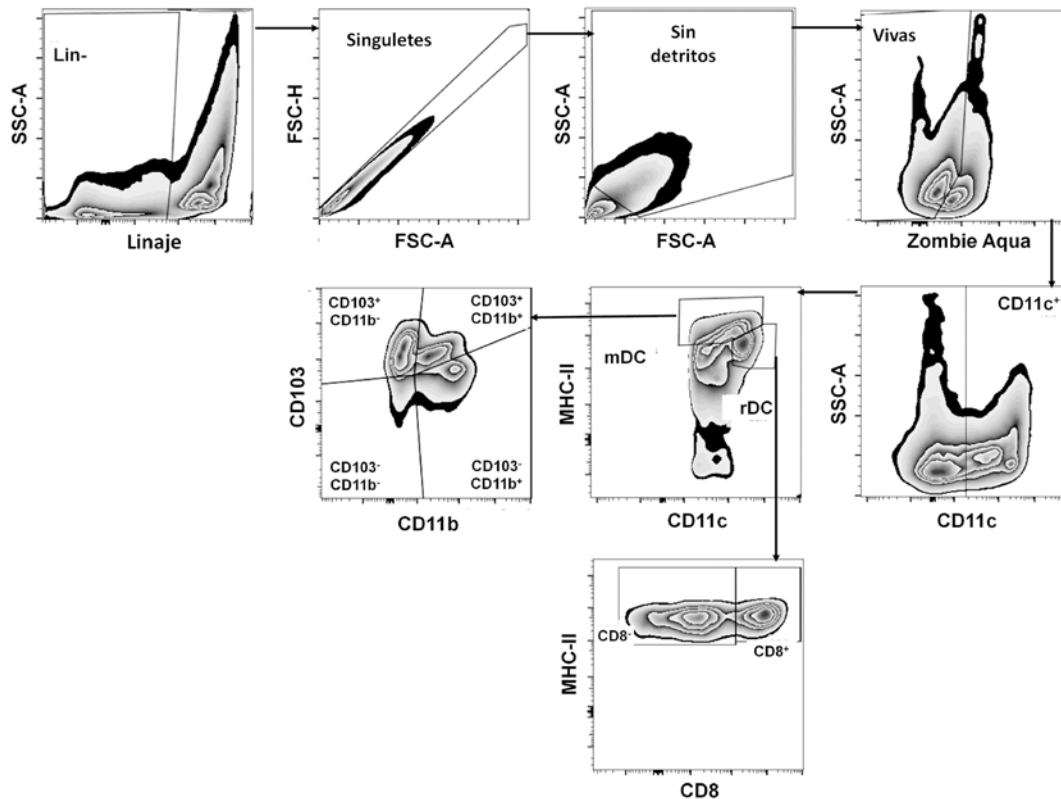 Lin-
SSC-A
Linaje
Singuletes
FSC-H
FSC-A
Sin
detritos
SSC-A
FSC-A
Vivas
SSC-A
Zombie Aqua
CD103⁺
CD11b⁻
CD103⁺
CD11b⁺
CD103
CD103⁻
CD11b⁻
CD103⁻
CD11b⁺
CD11b
mDC
rDC
MHC-II
CD11c
CD11c⁺
SSC-A
CD11c
MHC-II
CD8⁻
CD8⁺
CD8